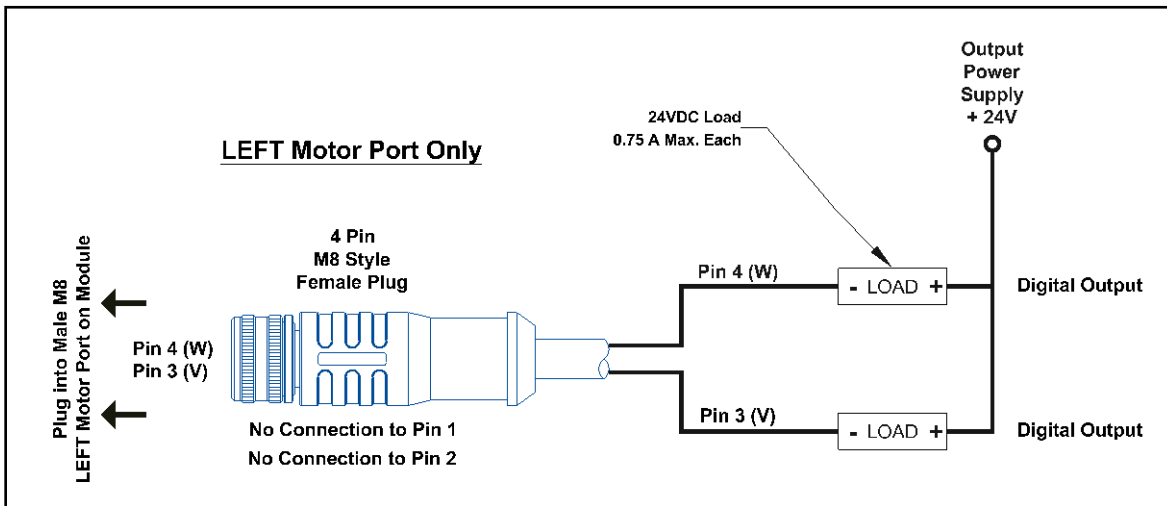 Output
Power
Supply
+ 24V
24VDC Load
0.75 A Max. Each
LEFT Motor Port Only
4 Pin
M8 Style
Female Plug
Plug into Male M8
LEFT Motor Port on Module
Pin 4 (W)
Pin 3 (V)
No Connection to Pin 1
No Connection to Pin 2
Pin 4 (W)
- LOAD +
Digital Output
Pin 3 (V)
- LOAD +
Digital Output